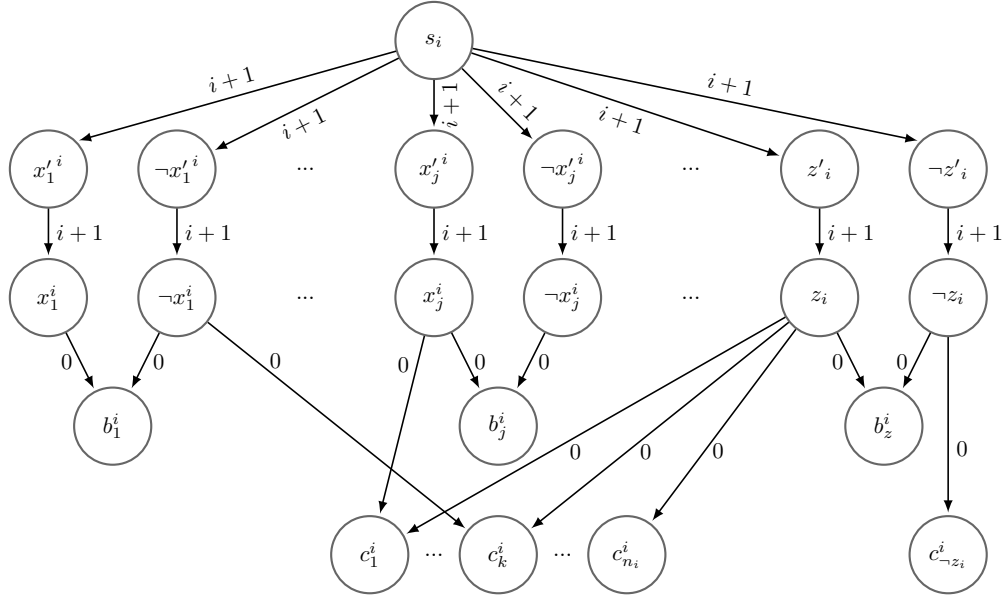 s_i
i + 1 i + 1 i + 1 i + 1 i + 1 i + 1
x'_1^i ¬x'_1^i ... x'_j^i ¬x'_j^i ... z'_i ¬z'_i
i + 1 i + 1 i + 1 i + 1 i + 1 i + 1
x_1^i ¬x_1^i ... x_j^i ¬x_j^i ... z_i ¬z_i
0 0 0 0 0 0 0 0
b_1^i b_j^i b_z^i
0 0 0 0
c_1^i ... c_k^i ... c_{n_i}^i c_{¬z_i}^i